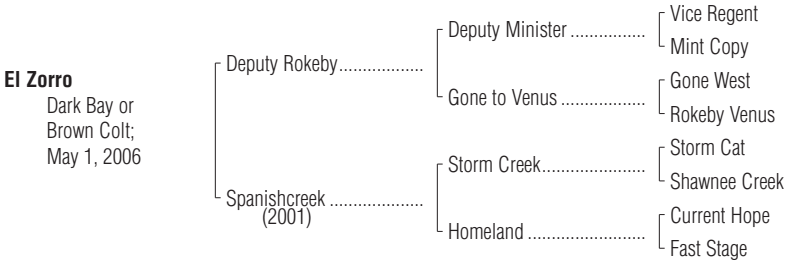 El Zorro
Dark Bay or
Brown Colt;
May 1, 2006
Deputy Rokeby..................
Spanishcreek ....................
(2001)
Deputy Minister ................
Gone to Venus ..................
Storm Creek......................
Homeland .........................
Vice Regent
Mint Copy
Gone West
Rokeby Venus
Storm Cat
Shawnee Creek
Current Hope
Fast Stage